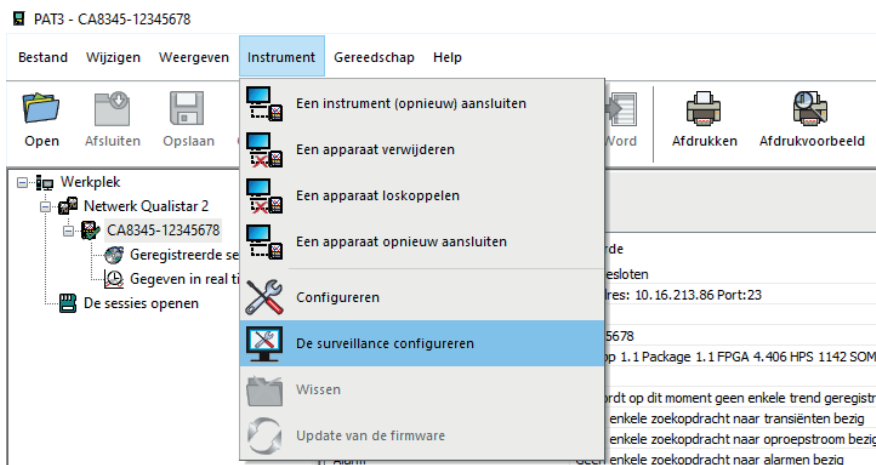 PAT3 - CA8345-12345678
Bestand Wijzigen Weergeven Instrument Gereedschap Help
Open Afsluiten Opslaan Word Afdrukken Afdrukvoorbeeld
Een instrument (opnieuw) aansluiten
Een apparaat verwijderen
Een apparaat loskoppelen
Een apparaat opnieuw aansluiten
Configureren
De surveillance configureren
Wissen
Update van de firmware
Werkplek
Netwerk Qualistar 2
CA8345-12345678
Geregistreerde se
Gegeven in real ti
De sessies openen
rde
esloten
res: 10.16.213.86 Port:23
5678
pp 1.1 Package 1.1 FPGA 4.406 HPS 1142 SOM
rdt op dit moment geen enkele trend geregistr
enkele zoekopdracht naar transiënten bezig
enkele zoekopdracht naar oproepstroom bezig
Alarm Geen enkele zoekopdracht naar alarmen bezig